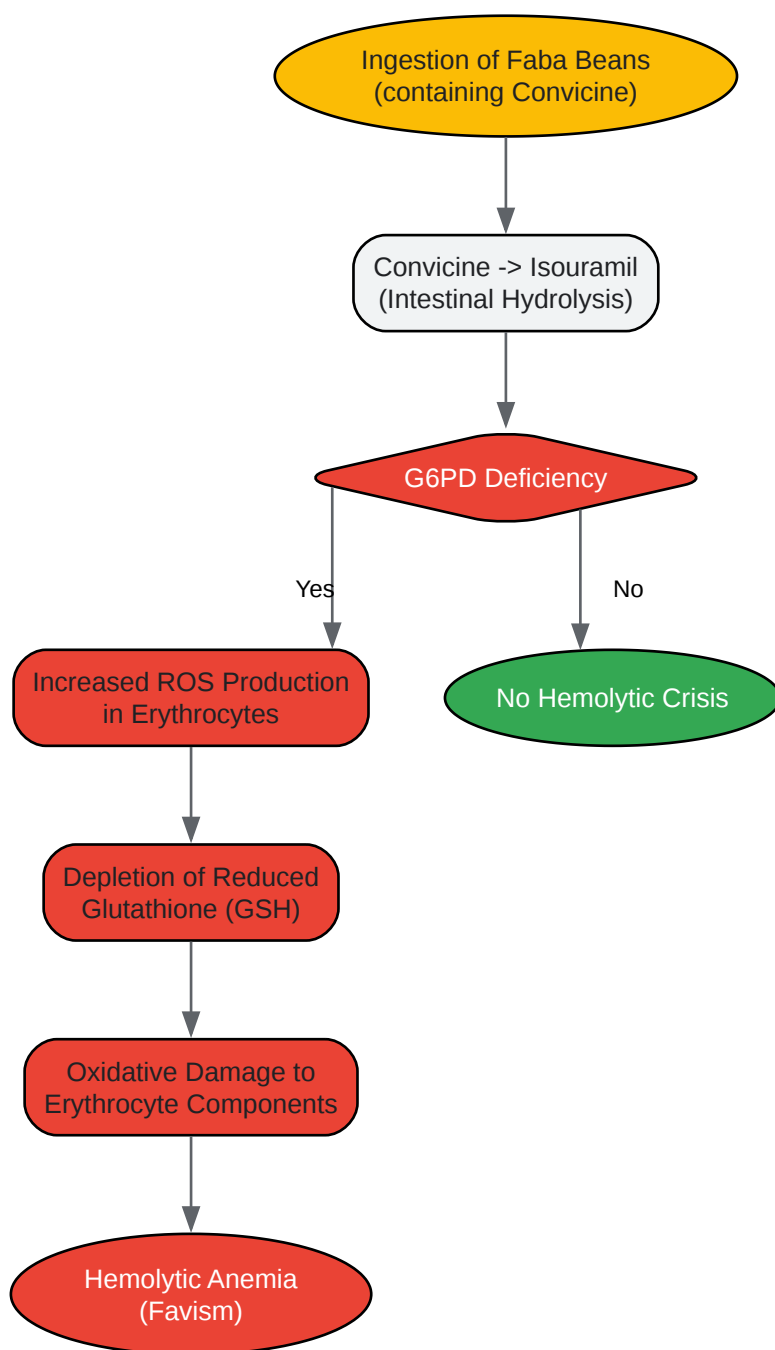 Ingestion of Faba Beans
(containing Convicine)
Convicine -> Isouramil
(Intestinal Hydrolysis)
G6PD Deficiency
Yes
No
Increased ROS Production
in Erythrocytes
No Hemolytic Crisis
Depletion of Reduced
Glutathione (GSH)
Oxidative Damage to
Erythrocyte Components
Hemolytic Anemia
(Favism)